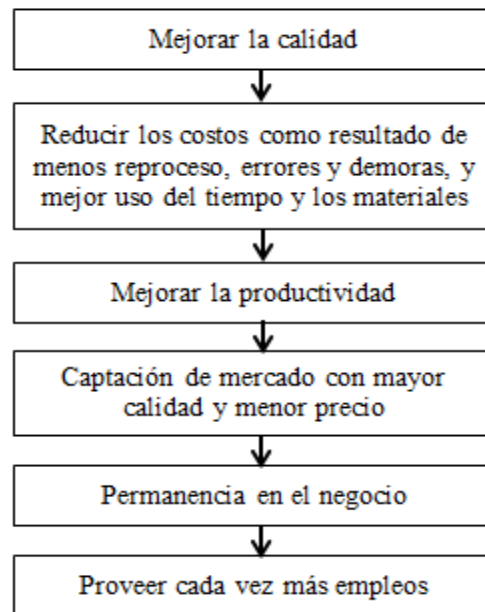 Mejorar la calidad
Reducir los costos como resultado de
menos reproceso, errores y demoras, y
mejor uso del tiempo y los materiales
Mejorar la productividad
Captación de mercado con mayor
calidad y menor precio
Permanencia en el negocio
Proveer cada vez más empleos